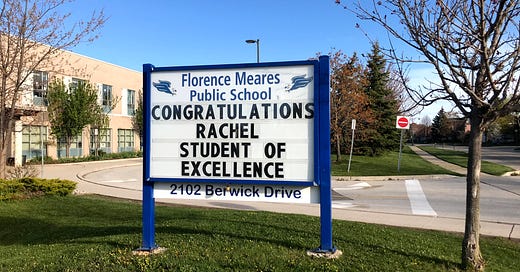 Florence Meares
Public School
CONGRATULATIONS
RACHEL
STUDENT OF
EXCELLENCE
2102 Berwick Drive